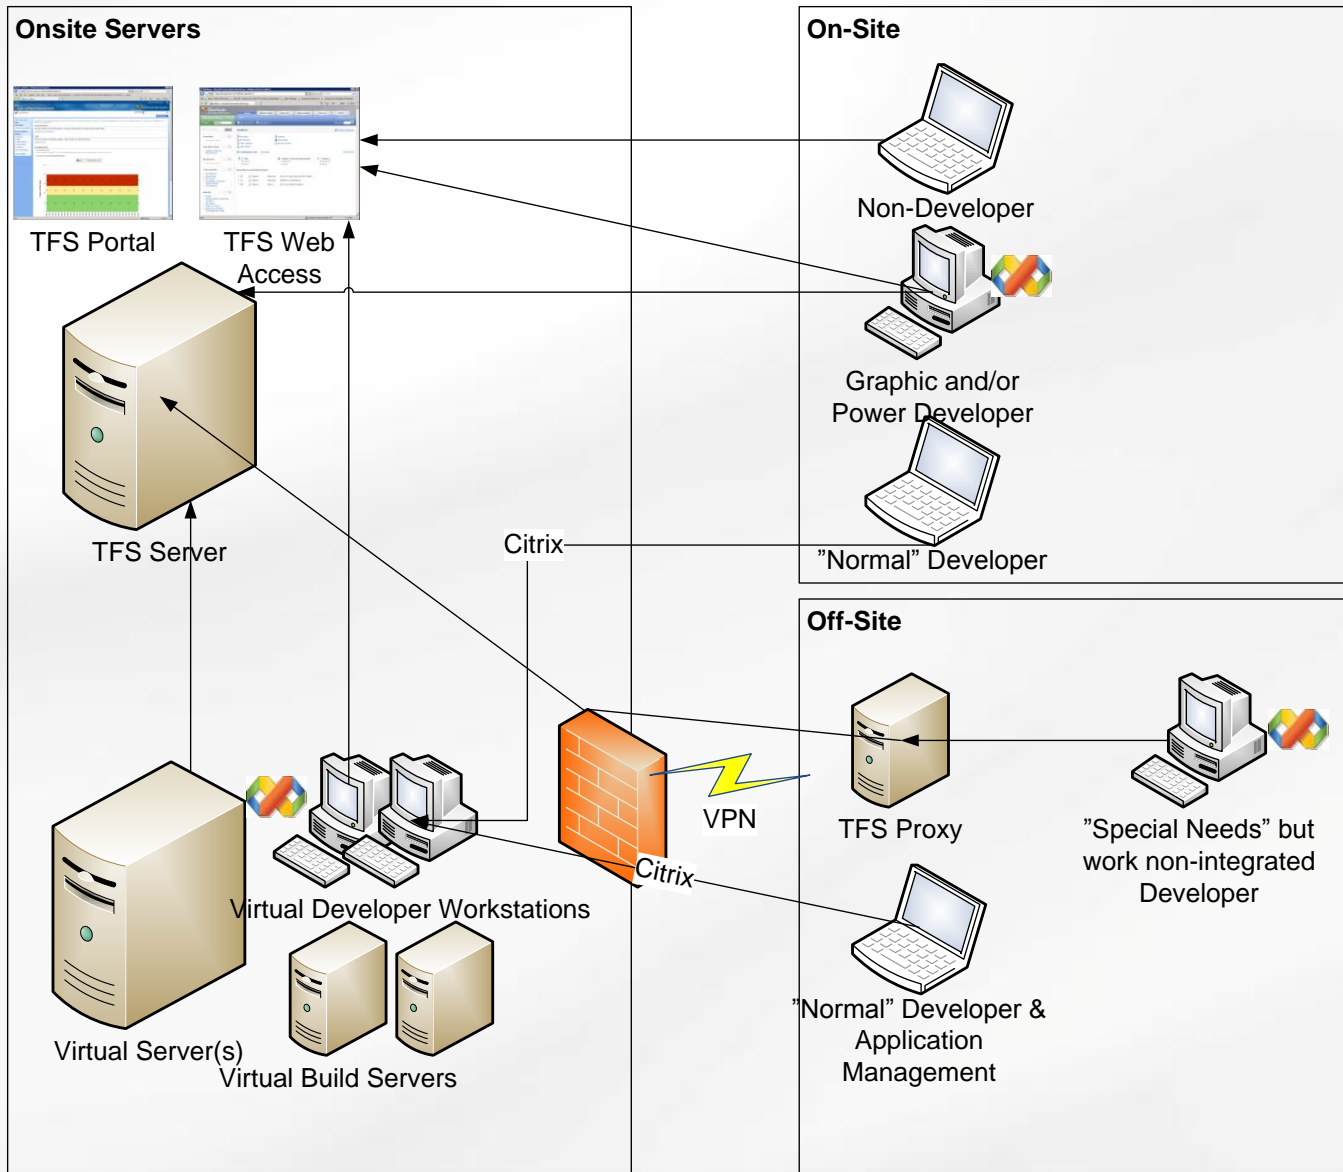 Onsite Servers
TFS Portal
TFS Web
Access
TFS Server
Citrix
Virtual Developer Workstations
Virtual Server(s)
Virtual Build Servers
Citrix
VPN
On-Site
Non-Developer
Graphic and/or
Power Developer
”Normal” Developer
Off-Site
TFS Proxy
”Special Needs” but
work non-integrated
Developer
”Normal” Developer &
Application
Management